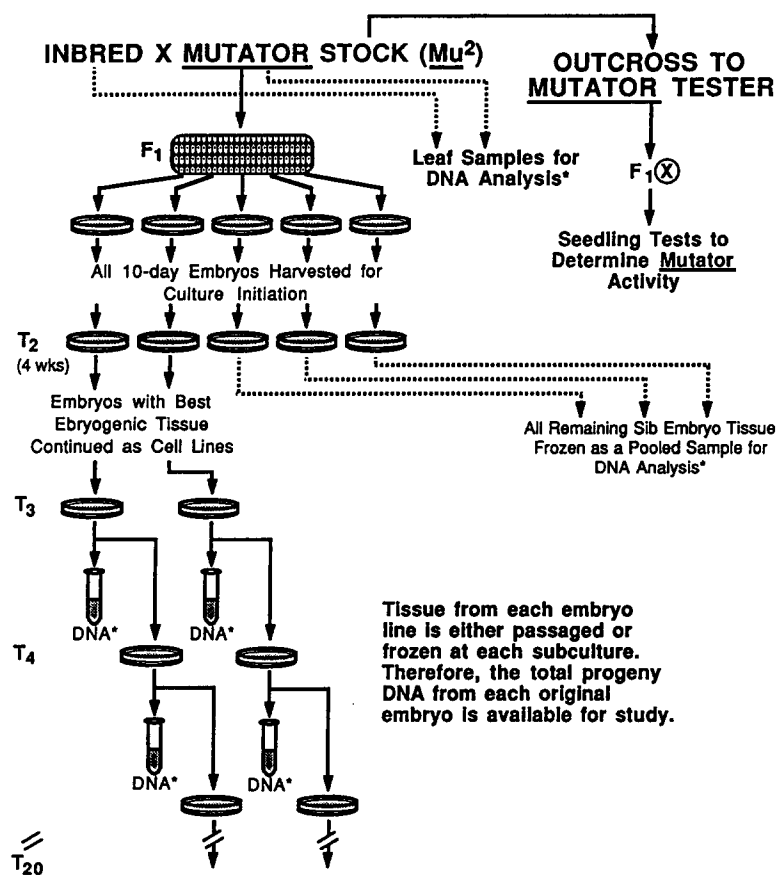 INBRED X MUTATOR STOCK (Mu²)
OUTCROSS TO
MUTATOR TESTER
F₁
Leaf Samples for
DNA Analysis*
F₁Ⓧ
Seedling Tests to
Determine Mutator
Activity
All 10-day Embryos Harvested for
Culture Initiation
T₂
(4 wks)
Embryos with Best
Ebryogenic Tissue
Continued as Cell Lines
All Remaining Sib Embryo Tissue
Frozen as a Pooled Sample for
DNA Analysis*
T₃
DNA*
DNA*
Tissue from each embryo
line is either passaged or
frozen at each subculture.
Therefore, the total progeny
DNA from each original
embryo is available for study.
T₄
DNA*
DNA*
T₂₀